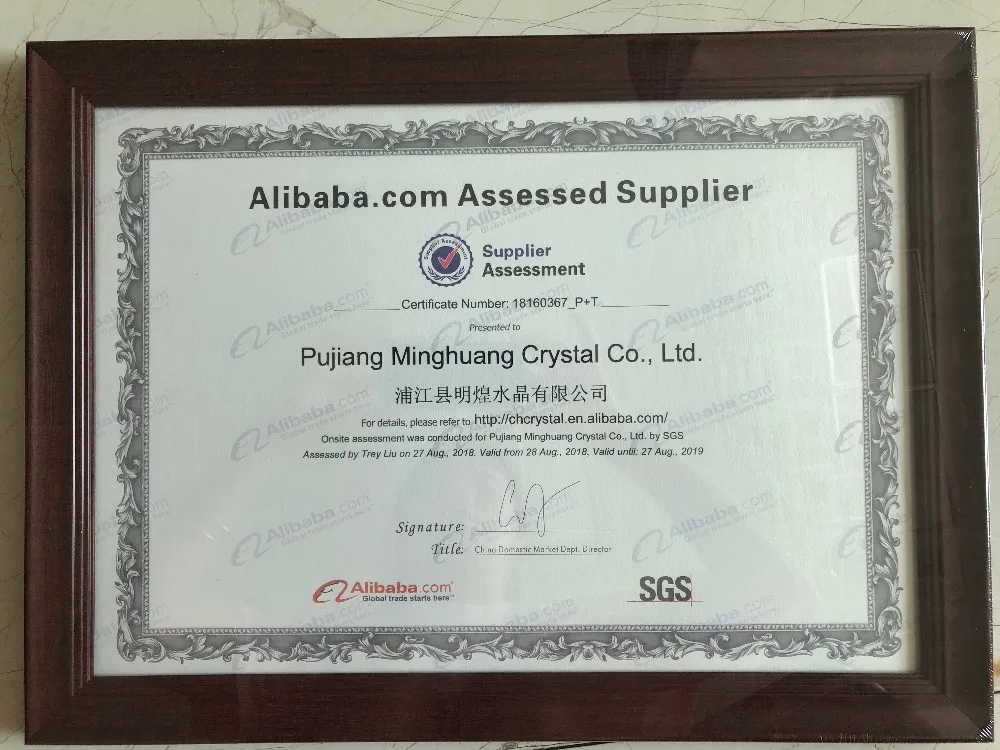 Alibaba.com Assessed Supplier
Supplier Assessment
Supplier
Assessment
Certificate Number: 18160367_P+T
Presented to
Pujiang Minghuang Crystal Co., Ltd.
浦江县明煌水晶有限公司
For details, please refer to http://chcrystal.en.alibaba.com/
Onsite assessment was conducted for Pujiang Minghuang Crystal Co., Ltd. by SGS
Assessed by Trey Liu on 27 Aug., 2018. Valid from 28 Aug., 2018. Valid until: 27 Aug., 2019
Signature:
Title: China Domestic Market Dept. Director
Alibaba.com®
Global trade starts here.™
SGS